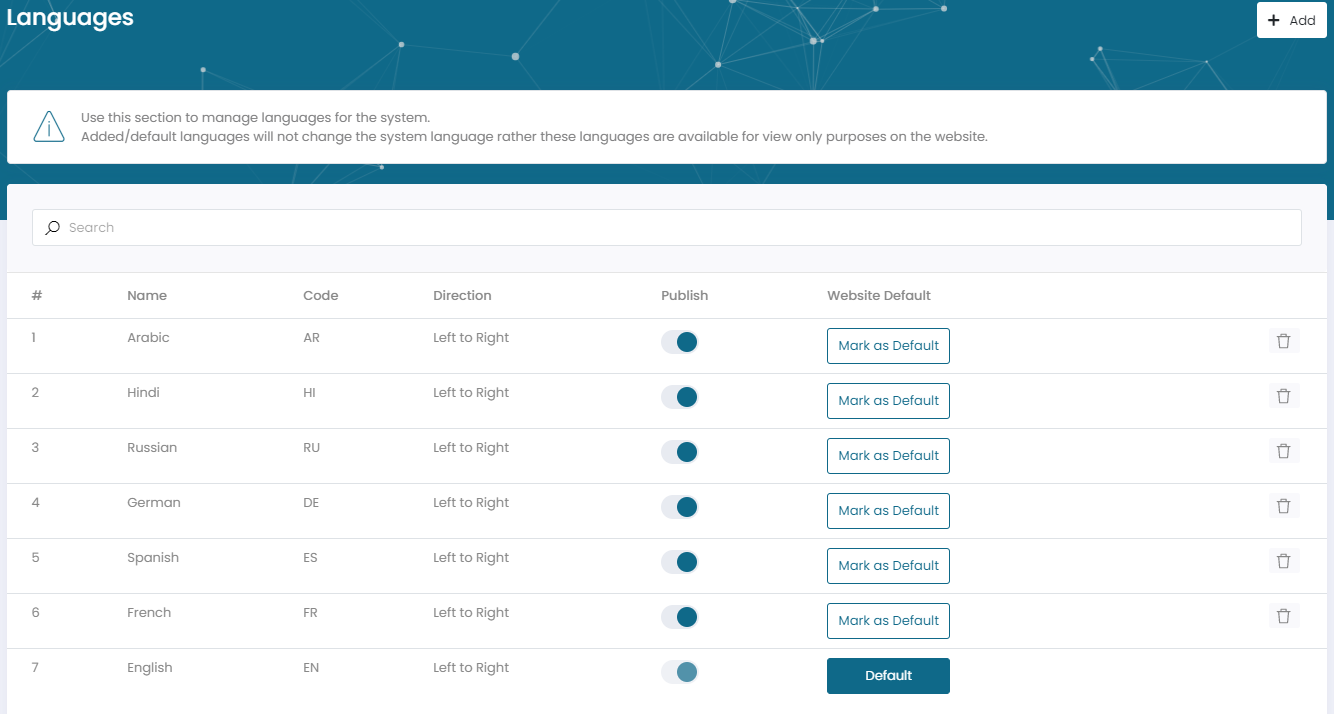 Languages
+ Add
Use this section to manage languages for the system.
Added/default languages will not change the system language rather these languages are available for view only purposes on the website.
Search
# Name Code Direction Publish Website Default
1 Arabic AR Left to Right Mark as Default
2 Hindi HI Left to Right Mark as Default
3 Russian RU Left to Right Mark as Default
4 German DE Left to Right Mark as Default
5 Spanish ES Left to Right Mark as Default
6 French FR Left to Right Mark as Default
7 English EN Left to Right Default